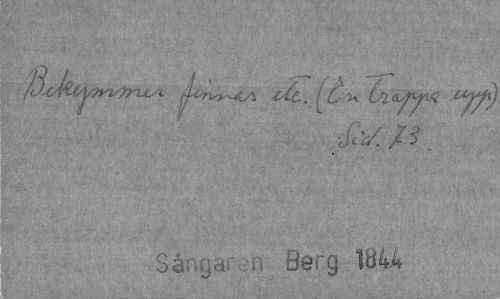 Bekymmer finnas etc. (En trappa upp)
Sid. 73
Sångaren Berg 1844